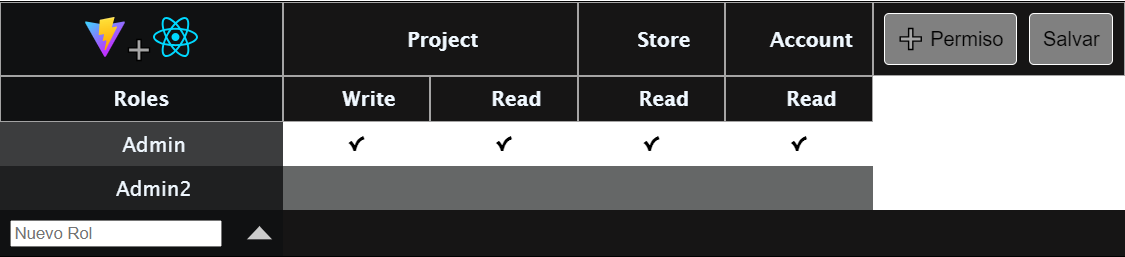 Project Store Account Permiso Salvar
Roles Write Read Read Read
Admin
Admin2
Nuevo Rol